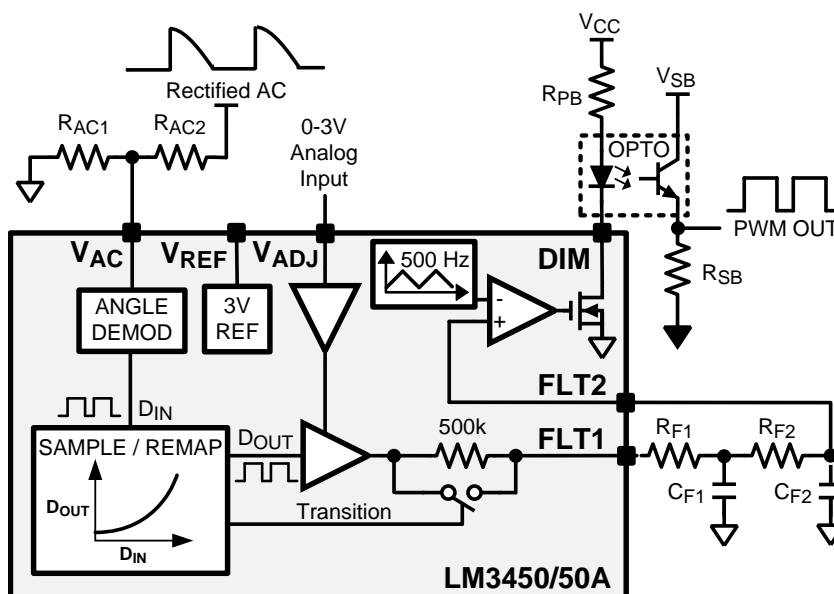 Rectified AC
RAC1
RAC2
0-3V
Analog
Input
VCC
RPB
VSB
OPTO
PWM OUT
RSB
VAC
VREF
VADJ
DIM
500 Hz
-
+
ANGLE
DEMOD
3V
REF
FLT2
DIN
SAMPLE / REMAP
DOUT
DIN
DOUT
500k
FLT1
Transition
RF1
RF2
CF1
CF2
LM3450/50A